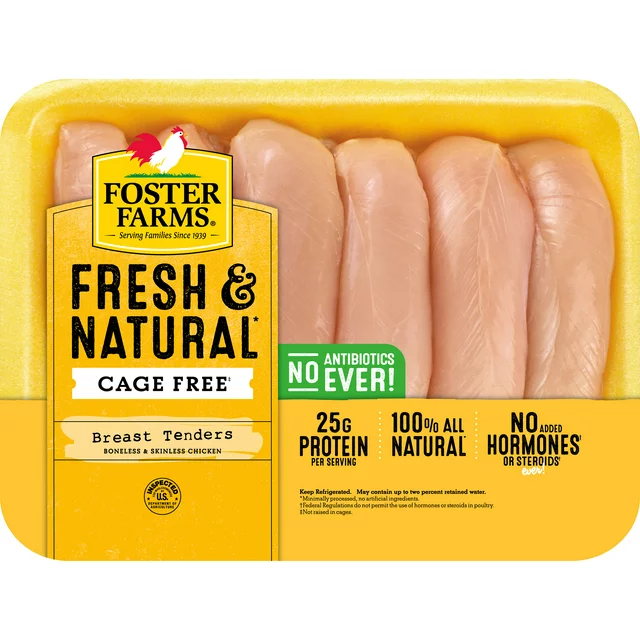 FOSTER
FARMS®
Serving Families Since 1939
FRESH &
NATURAL*
CAGE FREE‡
Breast Tenders
BONELESS & SKINLESS CHICKEN
INSPECTED
U.S.
DEPARTMENT OF
AGRICULTURE
NO ANTIBIOTICS
EVER!
25G
PROTEIN
PER SERVING
100% ALL
NATURAL*
NO ADDED
HORMONES†
OR STEROIDS†
ever!
Keep Refrigerated. May contain up to two percent retained water.
*Minimally processed, no artificial ingredients.
†Federal Regulations do not permit the use of hormones or steroids in poultry.
‡Not raised in cages.